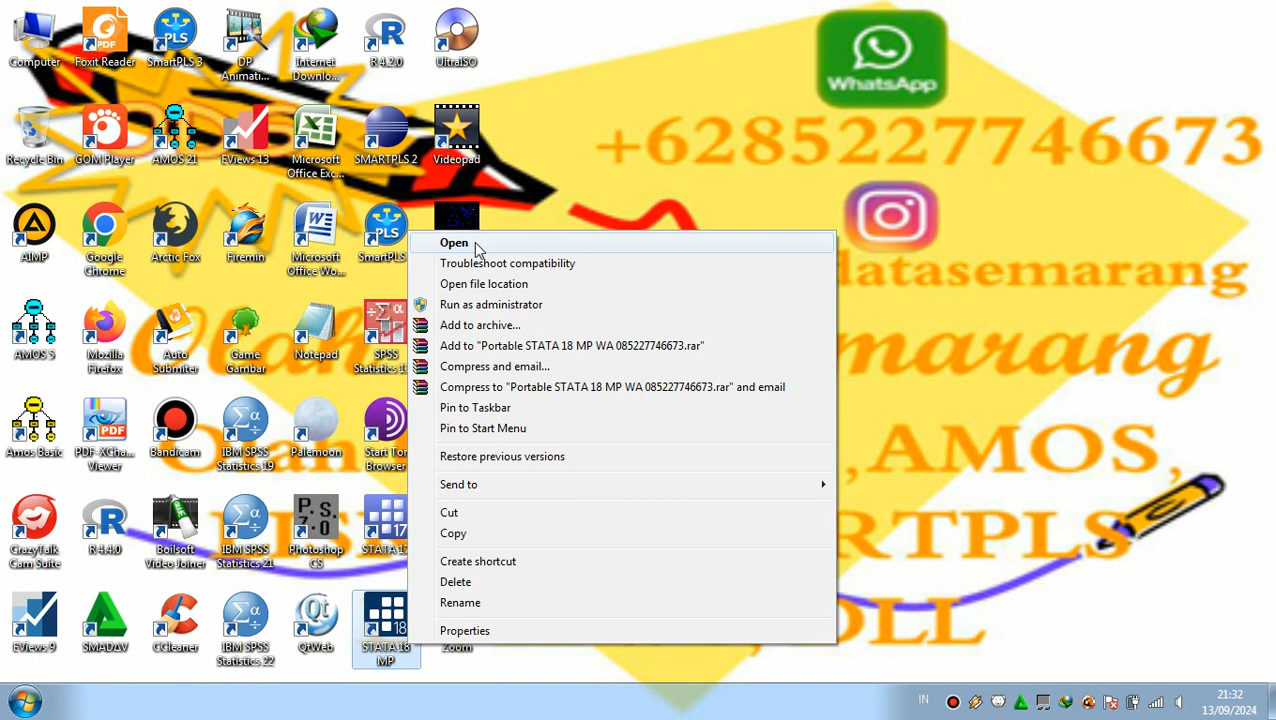 Computer
Foxit Reader
SmartPLS 3
DP
Animati...
Internet
Downlo...
R 4.2.0
UltraISO
Recycle Bin
GOM Player
AMOS 21
EViews 13
Microsoft
Office Exc...
SMARTPLS 2
Videopad
AIMP
Google
Chrome
Arctic Fox
Firemin
Microsoft
Office Wo...
SmartPLS
AMOS 5
Mozilla
Firefox
Auto
Submiter
Game
Gambar
Notepad
SPSS
Amos Basic
PDF-XCha...
Viewer
Bandicam
IBM SPSS
Statistics 19
Palemoon
Start Tor
Browser
CrazyTalk
Cam Suite
R 4.4.0
Boilsoft
Video Joiner
IBM SPSS
Statistics 21
Photoshop
CS
EViews 9
SMADAV
CCleaner
IBM SPSS
Statistics 22
QtWeb
STATA 18
MP
Zoom
Open
Troubleshoot compatibility
Open file location
Run as administrator
Add to archive...
Add to "Portable STATA 18 MP WA 085227746673.rar"
Compress and email...
Compress to "Portable STATA 18 MP WA 085227746673.rar" and email
Pin to Taskbar
Pin to Start Menu
Restore previous versions
Send to
Cut
Copy
Create shortcut
Delete
Rename
Properties
WhatsApp
+6285227746673
datasemarang
AMOS,
IN
21:32
13/09/2024